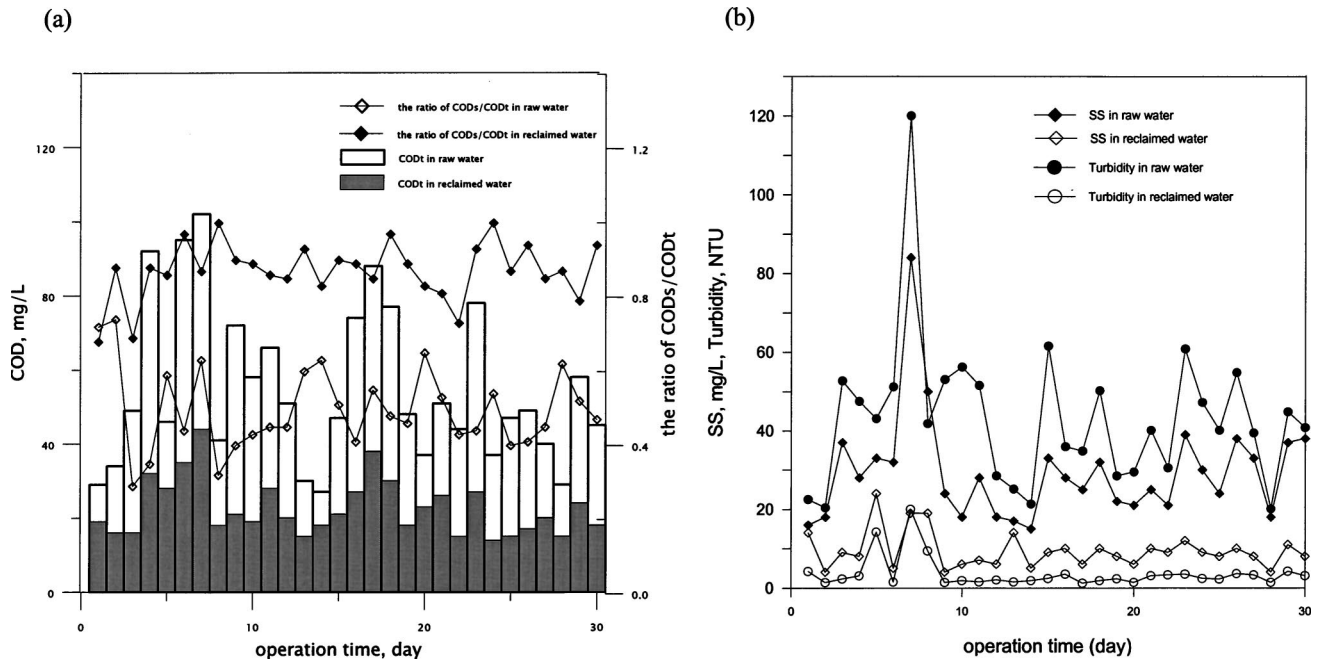 (a)
the ratio of CODs/CODt in raw water
the ratio of CODs/CODt in reclaimed water
CODt in raw water
CODt in reclaimed water
120
80
40
0
COD, mg/L
1.2
0.8
0.4
0.0
the ratio of CODs/CODt
0
10
20
30
operation time, day
(b)
SS in raw water
SS in reclaimed water
Turbidity in raw water
Turbidity in reclaimed water
120
100
80
60
40
20
0
SS, mg/L, Turbidity, NTU
0
10
20
30
operation time (day)